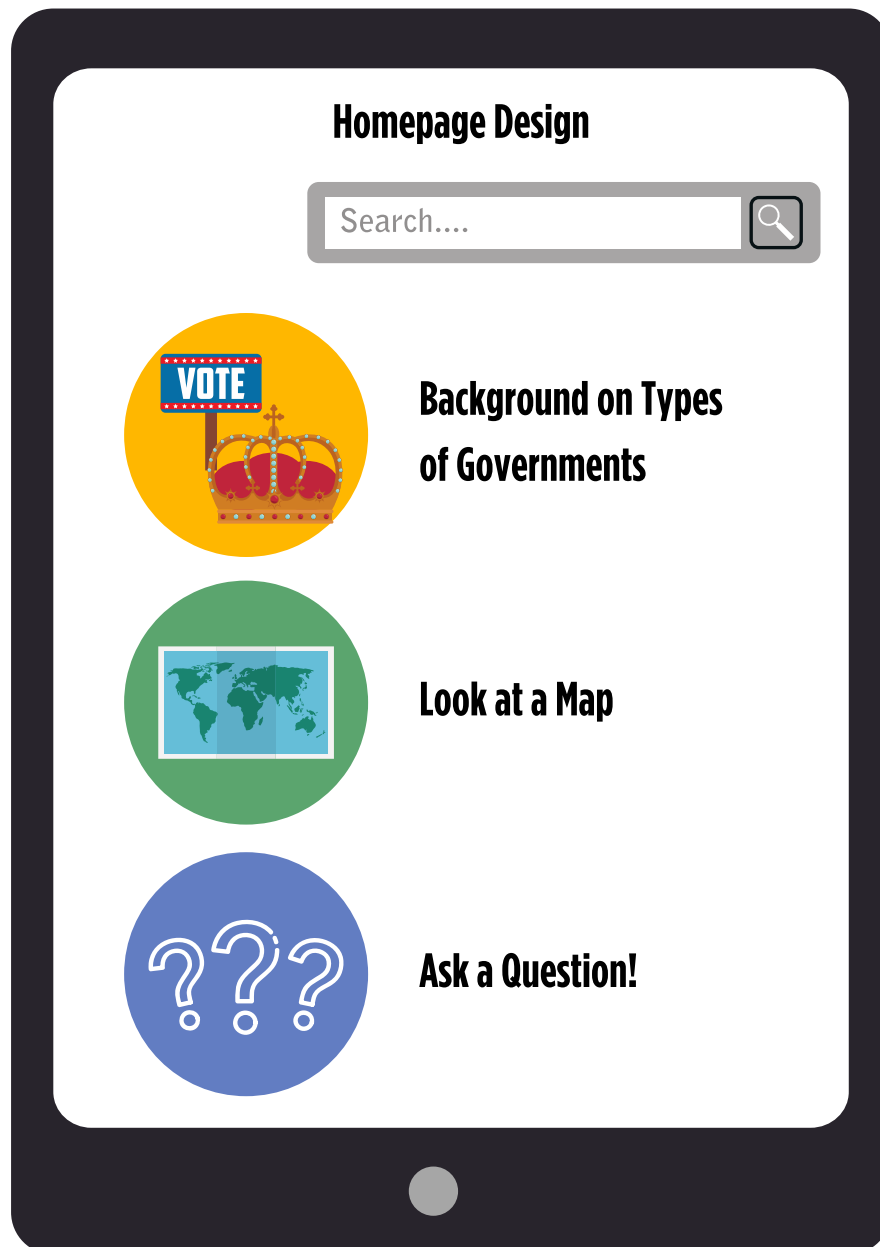 Homepage Design
Search....
VOTE
Background on Types
of Governments
Look at a Map
???
Ask a Question!